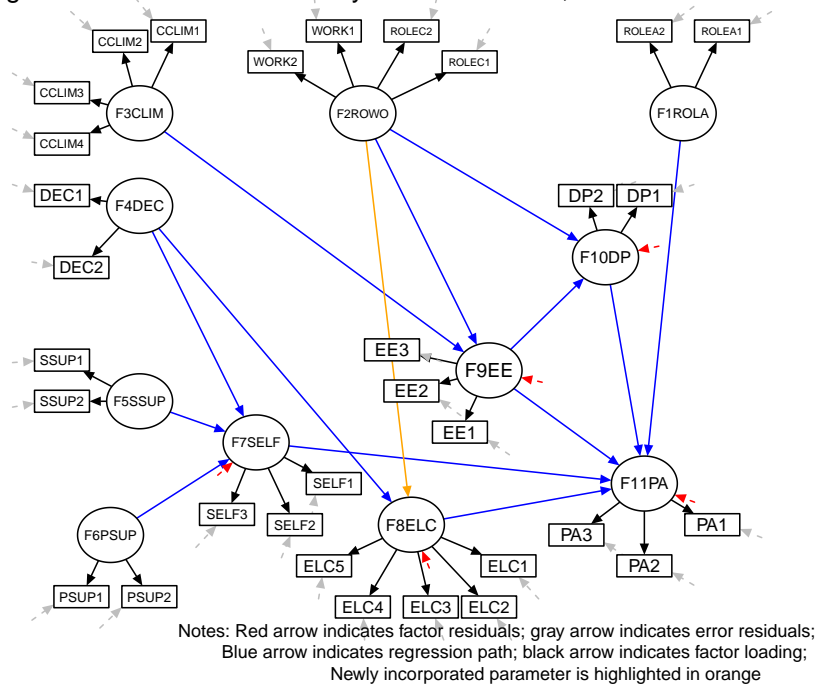 CCLIM1
CCLIM2
WORK1
ROLEC2
ROLEA2
ROLEA1
WORK2
ROLEC1
CCLIM3
F3CLIM
F2ROWO
F1ROLA
CCLIM4
DEC1
F4DEC
DP2
DP1
DEC2
F10DP
SSUP1
EE3
F9EE
SSUP2
F5SSUP
EE2
EE1
F7SELF
F11PA
SELF1
SELF3
SELF2
F8ELC
PA1
F6PSUP
PA3
ELC5
ELC1
PA2
PSUP1
PSUP2
ELC4
ELC3
ELC2
Notes: Red arrow indicates factor residuals; gray arrow indicates error residuals;
Blue arrow indicates regression path; black arrow indicates factor loading;
Newly incorporated parameter is highlighted in orange